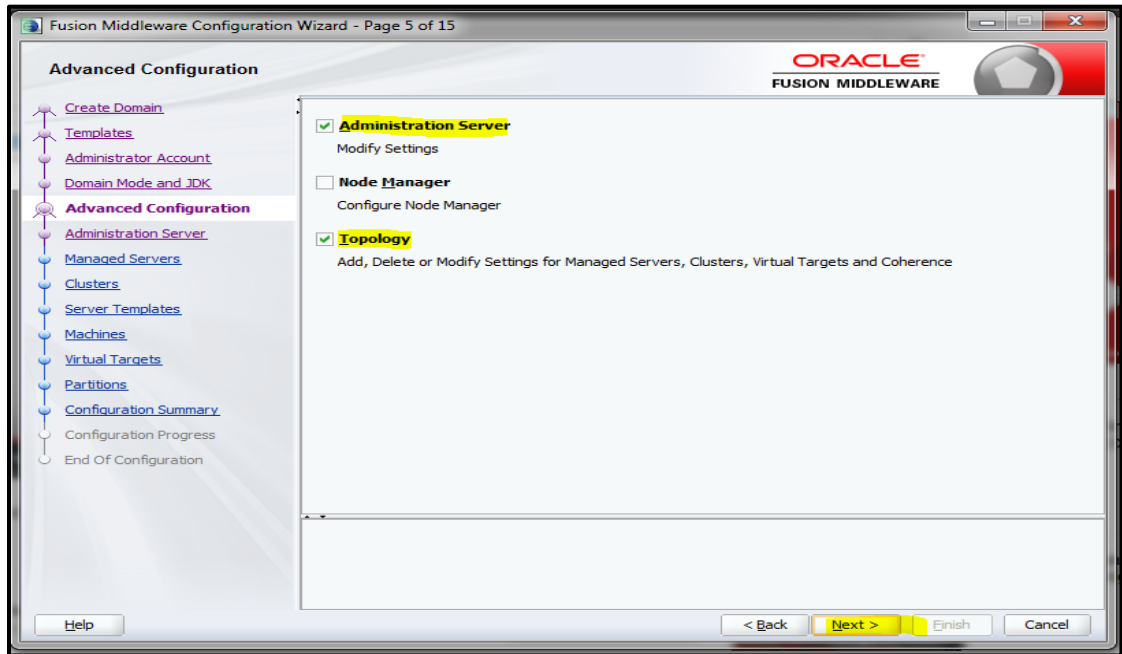 Fusion Middleware Configuration Wizard - Page 5 of 15
Advanced Configuration
ORACLE
FUSION MIDDLEWARE
Create Domain
Templates
Administrator Account
Domain Mode and JDK
Advanced Configuration
Administration Server
Managed Servers
Clusters
Server Templates
Machines
Virtual Targets
Partitions
Configuration Summary
Configuration Progress
End Of Configuration
Administration Server
Modify Settings
Node Manager
Configure Node Manager
Topology
Add, Delete or Modify Settings for Managed Servers, Clusters, Virtual Targets and Coherence
Help
< Back
Next >
Finish
Cancel